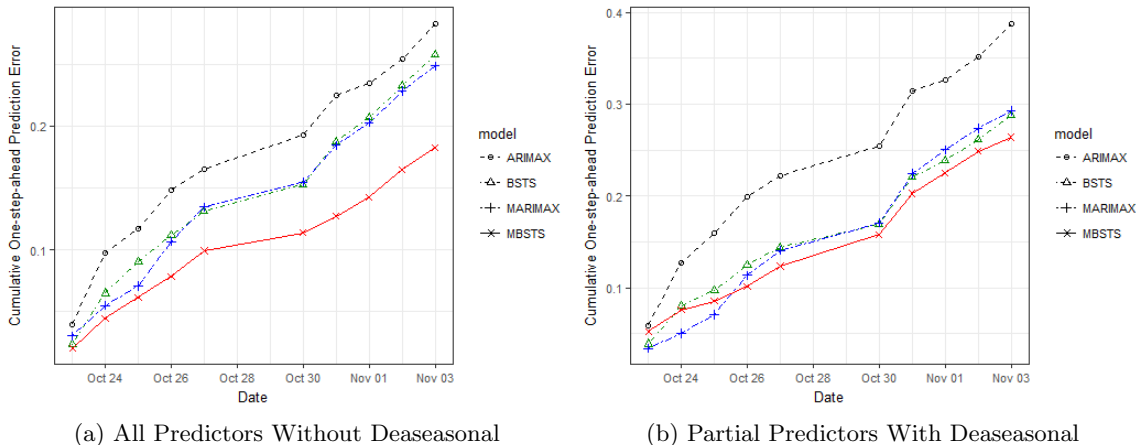 Cumulative One-step-ahead Prediction Error
0.2
0.1
Oct 24
Oct 26
Oct 28
Oct 30
Nov 01
Nov 03
Date
model
ARIMAX
BSTS
MARIMAX
MBSTS
(a) All Predictors Without Deaseasonal
Cumulative One-step-ahead Prediction Error
0.4
0.3
0.2
0.1
Oct 24
Oct 26
Oct 28
Oct 30
Nov 01
Nov 03
Date
model
ARIMAX
BSTS
MARIMAX
MBSTS
(b) Partial Predictors With Deaseasonal